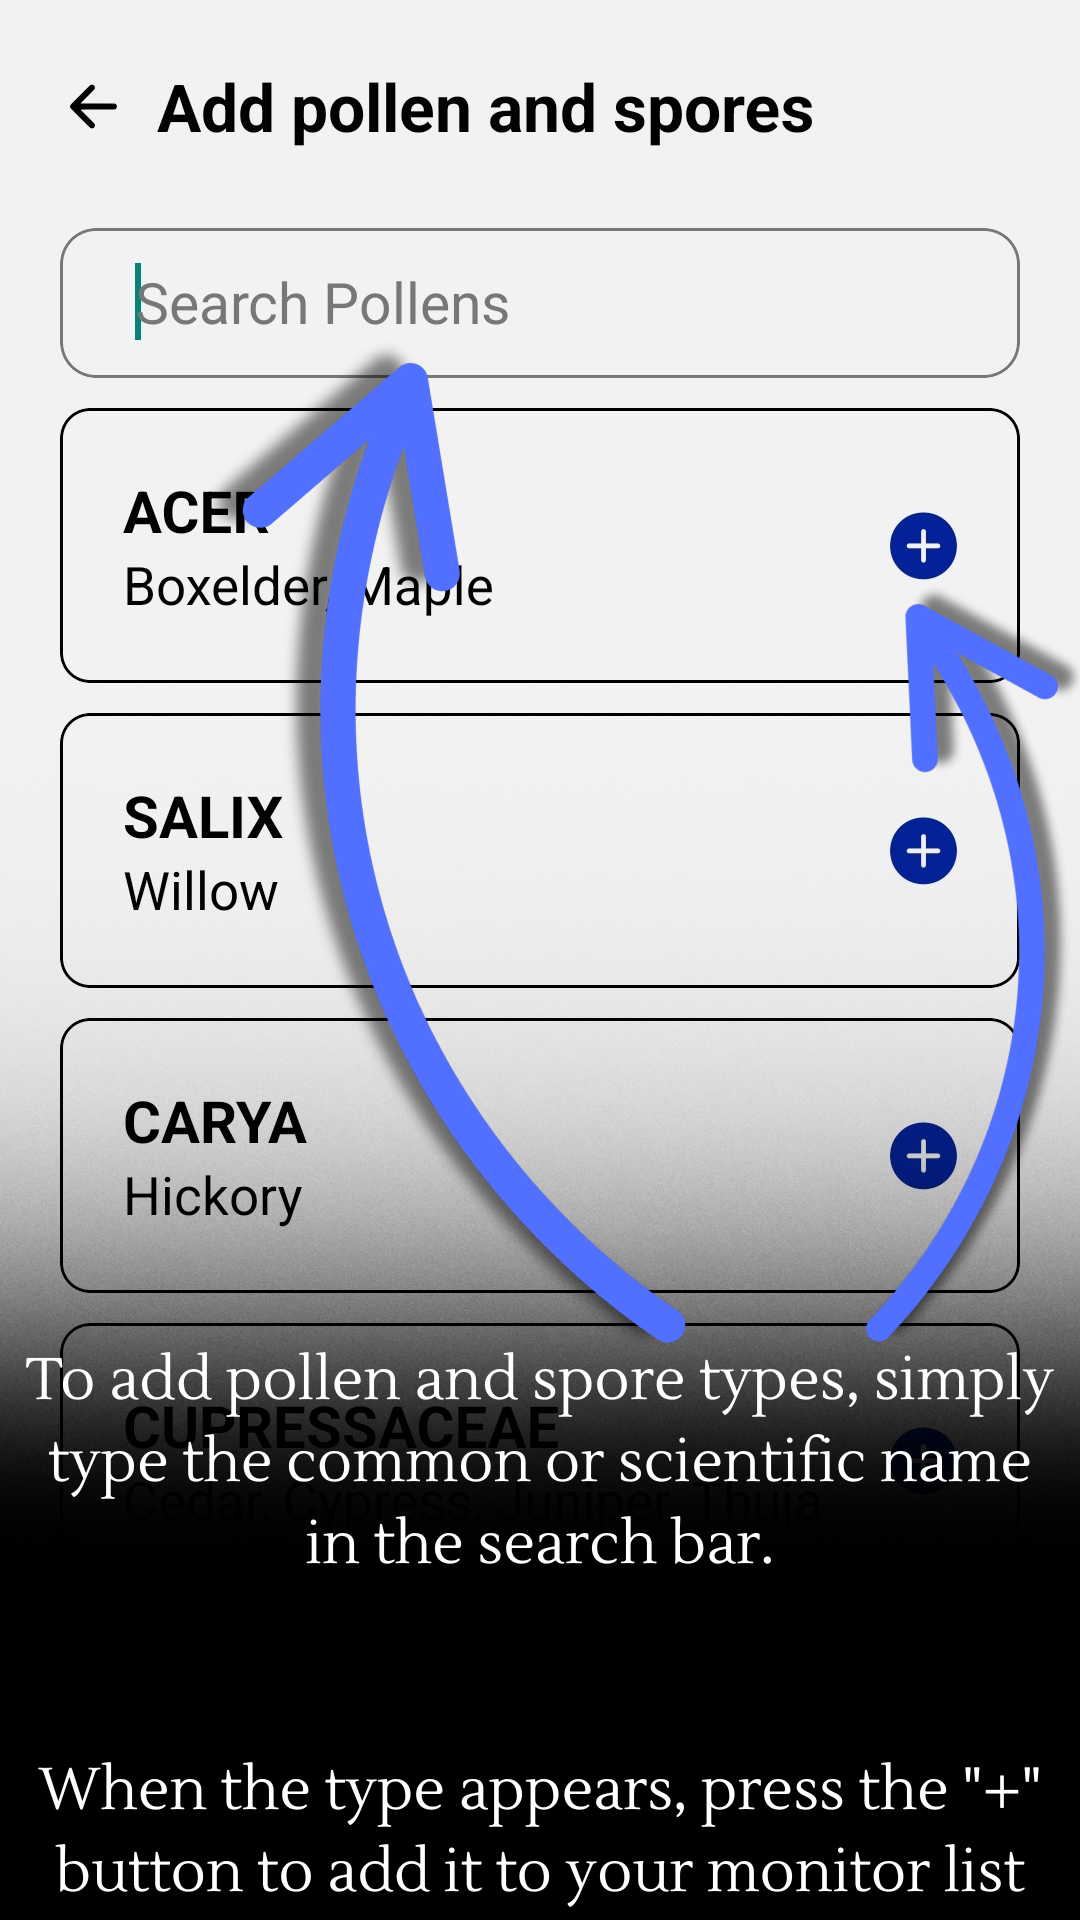 Add pollen and spores
Search Pollens
ACER
Boxelder, Maple
SALIX
Willow
CARYA
Hickory
CUPRESSACEAE
Cedar, Cypress, Juniper, Thuja
To add pollen and spore types, simply
type the common or scientific name
in the search bar.
When the type appears, press the "+"
button to add it to your monitor list